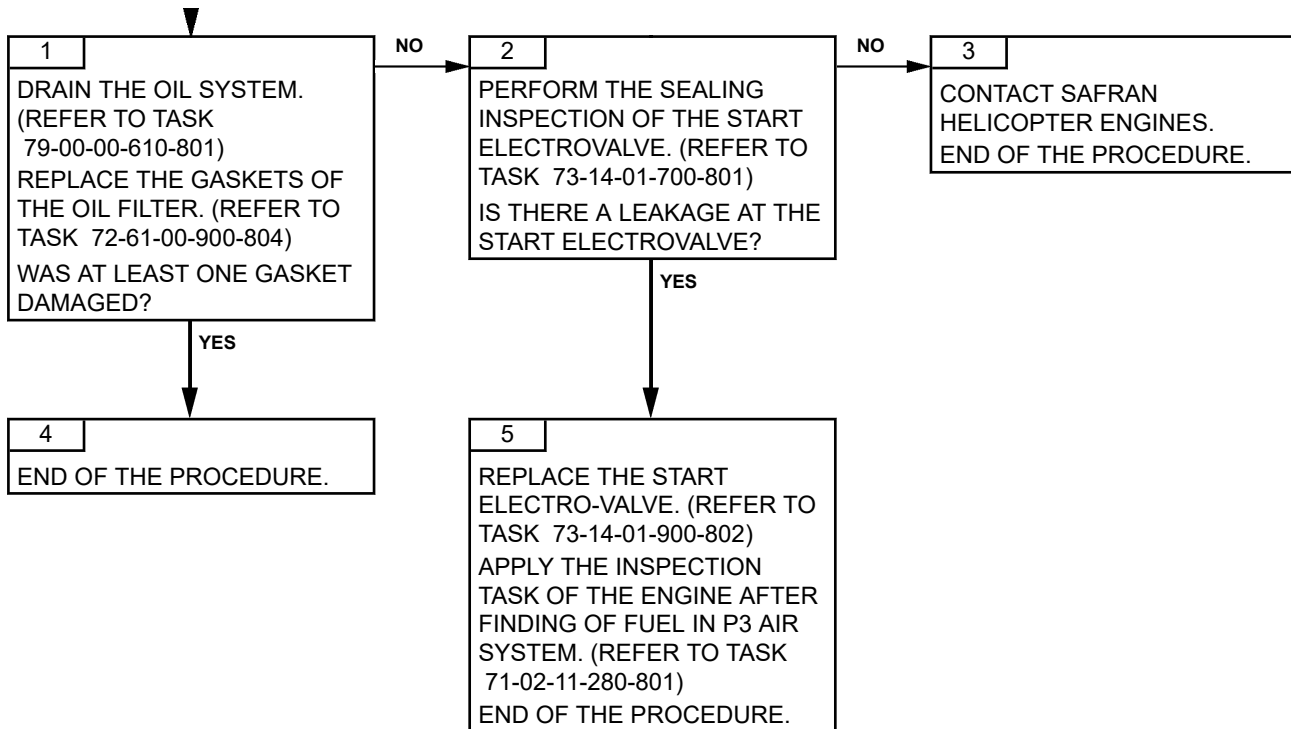 1
DRAIN THE OIL SYSTEM.
(REFER TO TASK
79-00-00-610-801)
REPLACE THE GASKETS OF
THE OIL FILTER. (REFER TO
TASK 72-61-00-900-804)
WAS AT LEAST ONE GASKET
DAMAGED?
NO
2
PERFORM THE SEALING
INSPECTION OF THE START
ELECTROVALVE. (REFER TO
TASK 73-14-01-700-801)
IS THERE A LEAKAGE AT THE
START ELECTROVALVE?
NO
3
CONTACT SAFRAN
HELICOPTER ENGINES.
END OF THE PROCEDURE.
YES
YES
4
END OF THE PROCEDURE.
5
REPLACE THE START
ELECTRO-VALVE. (REFER TO
TASK 73-14-01-900-802)
APPLY THE INSPECTION
TASK OF THE ENGINE AFTER
FINDING OF FUEL IN P3 AIR
SYSTEM. (REFER TO TASK
71-02-11-280-801)
END OF THE PROCEDURE.